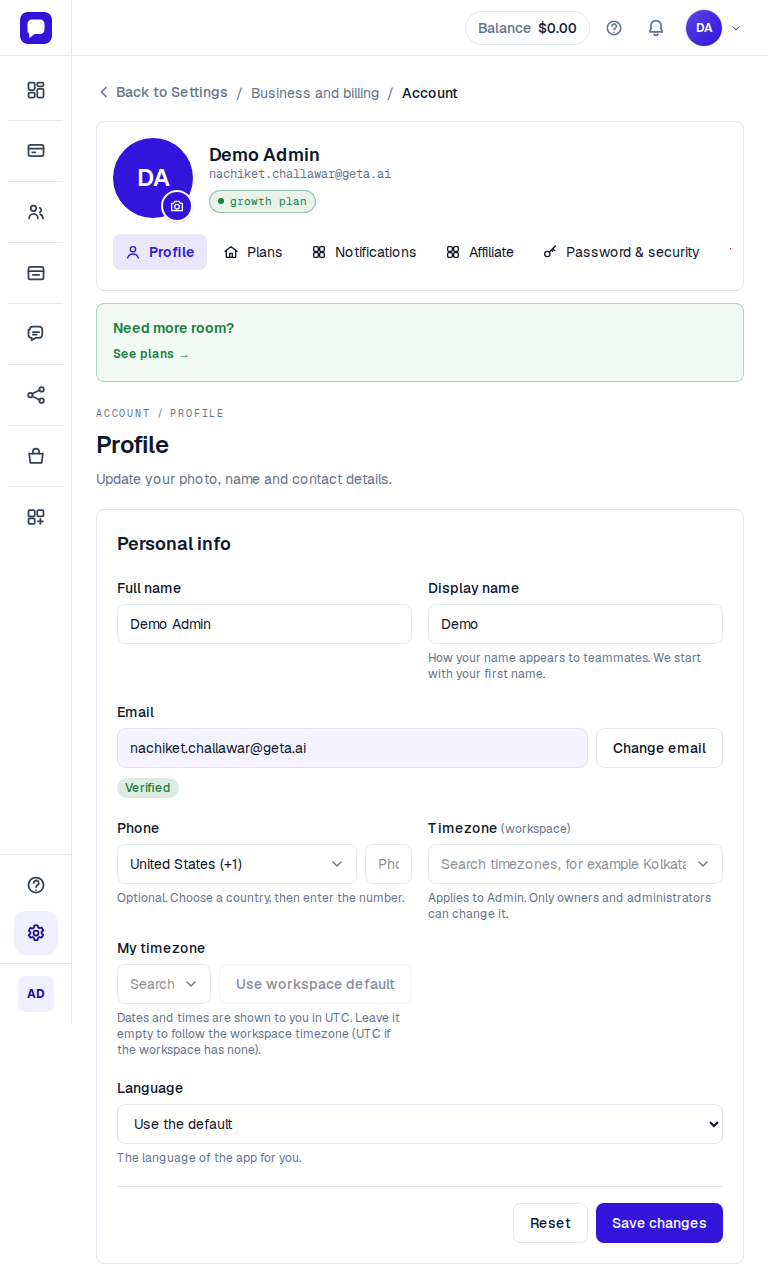 Balance $0.00
DA
Back to Settings / Business and billing / Account
DA
Demo Admin
nachiket.challawar@geta.ai
growth plan
Profile
Plans
Notifications
Affiliate
Password & security
Need more room?
See plans →
ACCOUNT / PROFILE
Profile
Update your photo, name and contact details.
Personal info
Full name
Demo Admin
Display name
Demo
How your name appears to teammates. We start
with your first name.
Email
nachiket.challawar@geta.ai
Change email
Verified
Phone
United States (+1)
Pho
Optional. Choose a country, then enter the number.
Timezone (workspace)
Search timezones, for example Kolkata
Applies to Admin. Only owners and administrators
can change it.
My timezone
Search
Use workspace default
Dates and times are shown to you in UTC. Leave it
empty to follow the workspace timezone (UTC if
the workspace has none).
Language
Use the default
The language of the app for you.
Reset
Save changes
AD